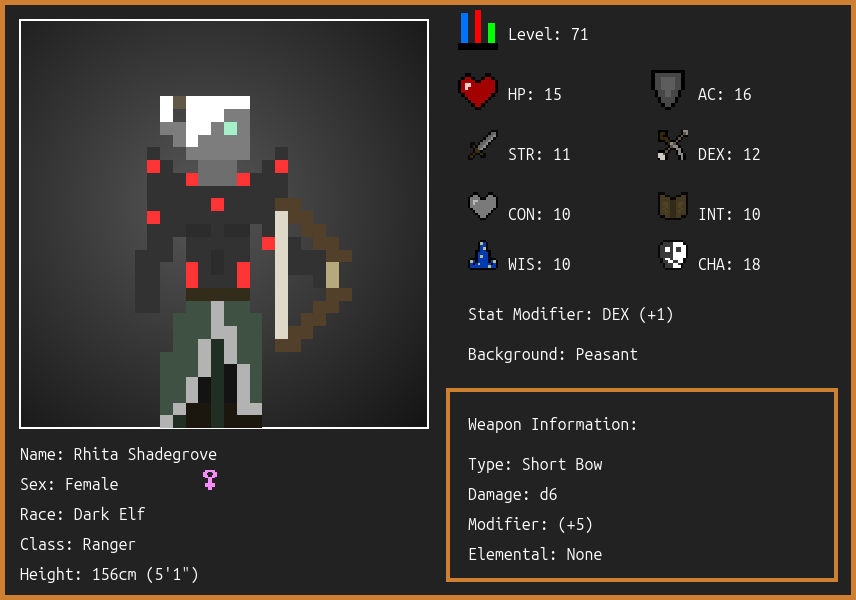 Level: 71
HP: 15
AC: 16
STR: 11
DEX: 12
CON: 10
INT: 10
WIS: 10
CHA: 18
Stat Modifier: DEX (+1)
Background: Peasant
Weapon Information:
Type: Short Bow
Damage: d6
Modifier: (+5)
Elemental: None
Name: Rhita Shadegrove
Sex: Female
Race: Dark Elf
Class: Ranger
Height: 156cm (5'1")